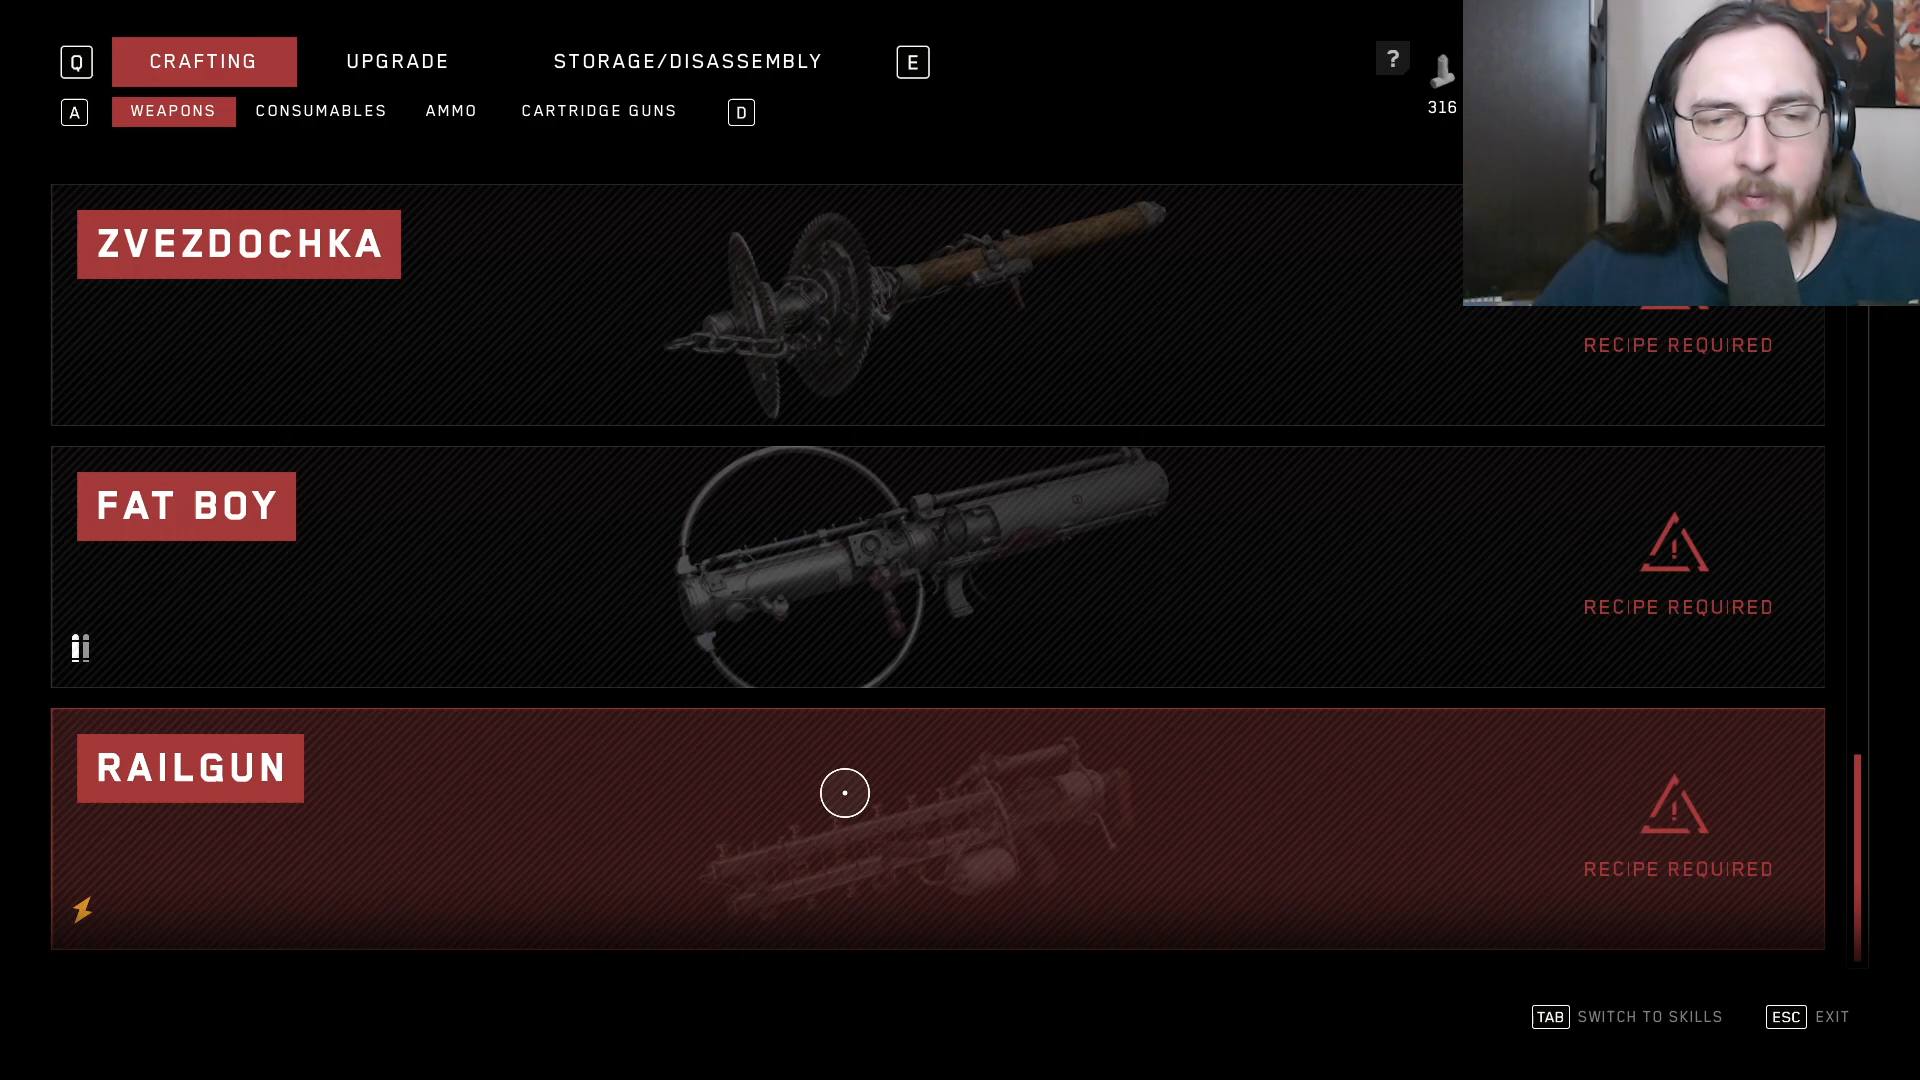 Q CRAFTING UPGRADE STORAGE/DISASSEMBLY E ?
A WEAPONS CONSUMABLES AMMO CARTRIDGE GUNS D 316
ZVEZDOCHKA
RECIPE REQUIRED
FAT BOY
RECIPE REQUIRED
RAILGUN
RECIPE REQUIRED
TAB SWITCH TO SKILLS ESC EXIT